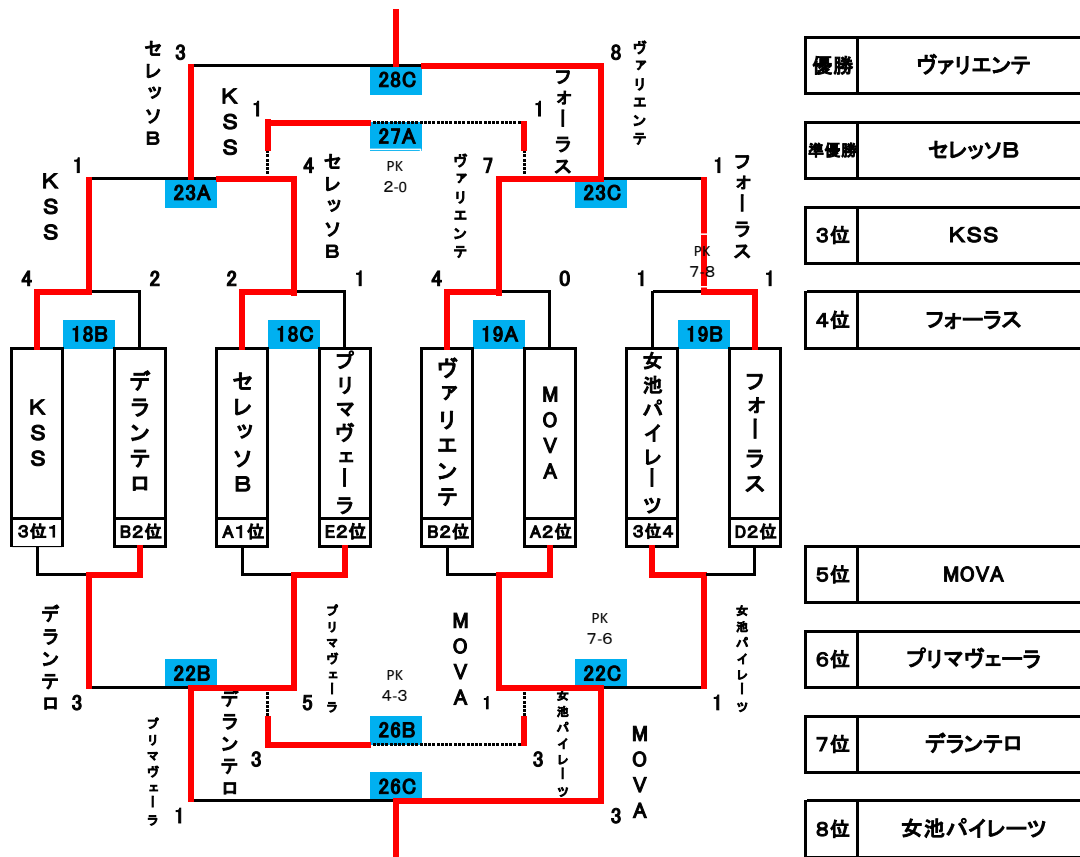 セレッソB
3
28C
8
ヴァリエンテ
優勝
ヴァリエンテ
KSS
1
27A
PK
2-0
1
フォーラス
準優勝
セレッソB
KSS
1
23A
4
セレッソB
ヴァリエンテ
7
23C
1
フォーラス
3位
KSS
4
18B
2
2
18C
1
4
19A
0
1
19B
PK
7-8
1
4位
フォーラス
KSS
デランテロ
セレッソB
プリマヴェーラ
ヴァリエンテ
MOVA
女池パイレーツ
フォーラス
3位1
B2位
A1位
E2位
B2位
A2位
3位4
D2位
5位
MOVA
デランテロ
3
22B
5
プリマヴェーラ
MOVA
1
PK
7-6
22C
1
女池パイレーツ
6位
プリマヴェーラ
デランテロ
3
PK
4-3
26B
3
女池パイレーツ
7位
デランテロ
プリマヴェーラ
1
26C
3
MOVA
8位
女池パイレーツ